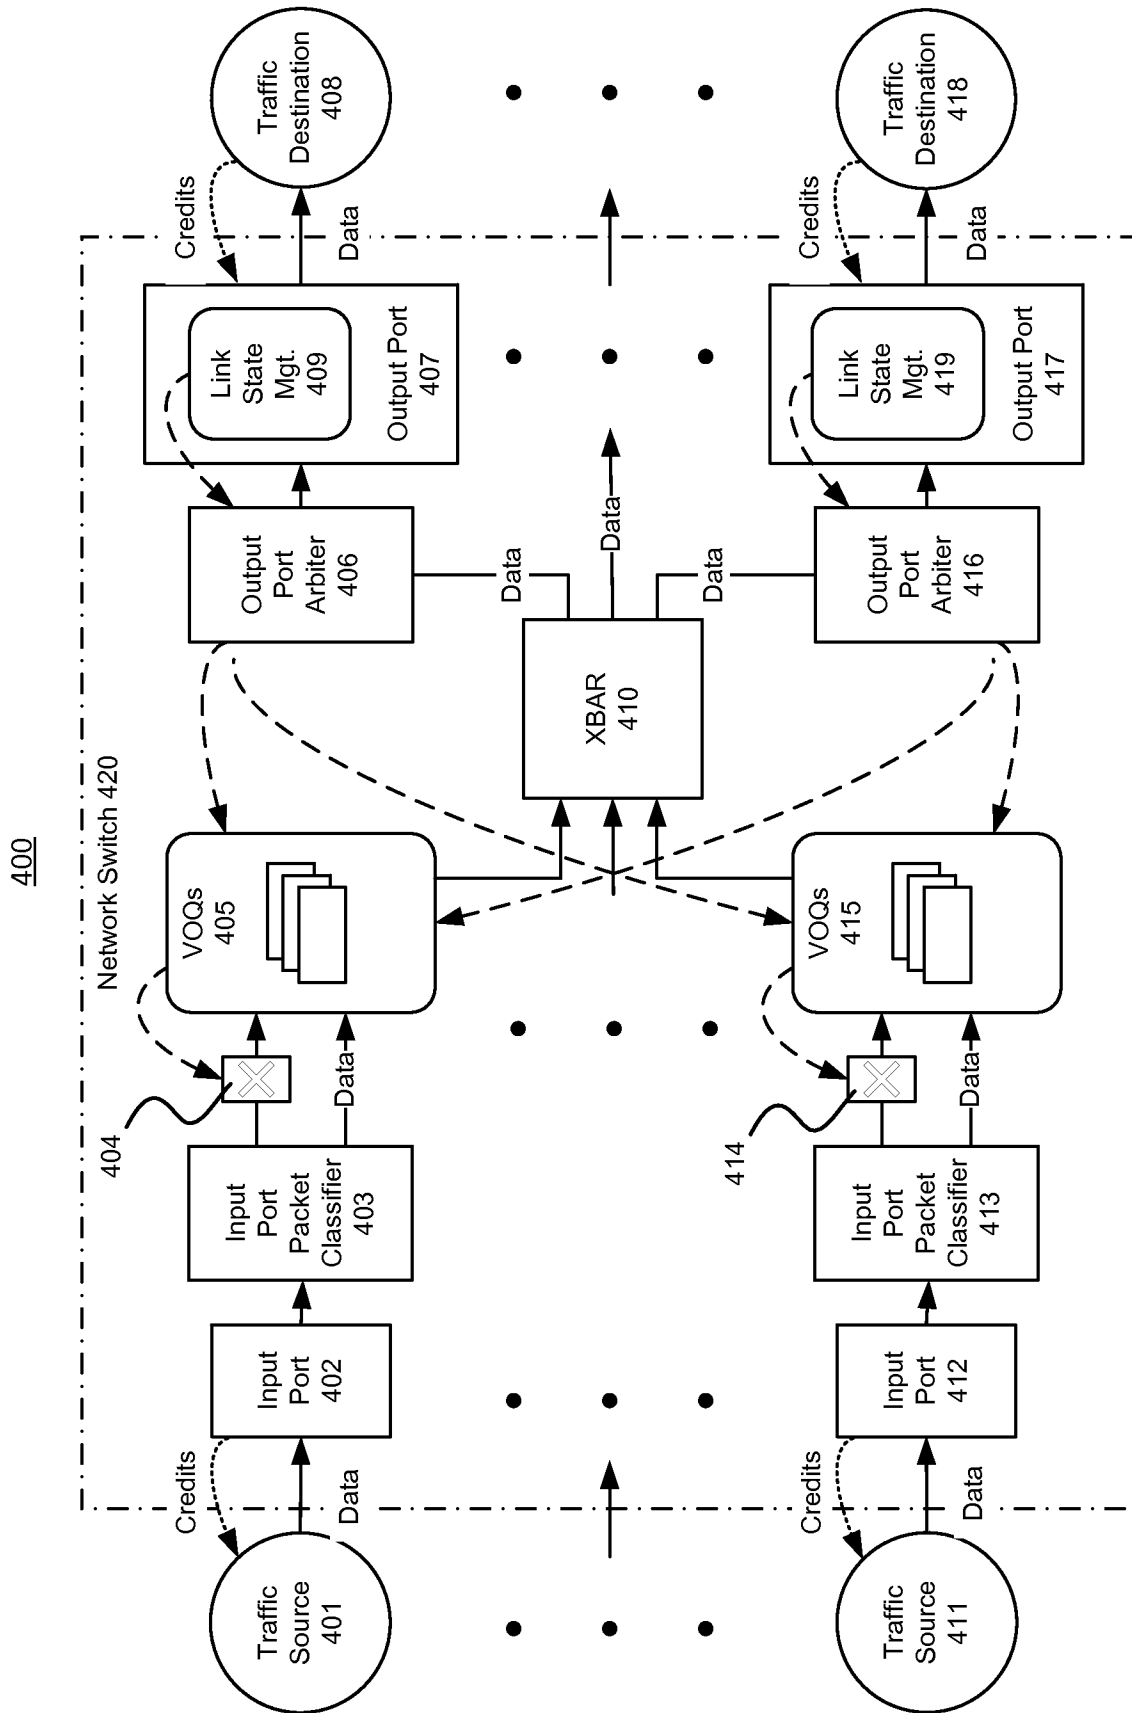 400
Network Switch 420
Traffic
Source
401
Credits
Data
Input
Port
402
Input
Port
Packet
Classifier
403
404
Data
VOQs
405
Output
Port
Arbiter
406
Data
Link
State
Mgt.
409
Output Port
407
Credits
Data
Traffic
Destination
408
XBAR
410
Data
Traffic
Source
411
Credits
Data
Input
Port
412
Input
Port
Packet
Classifier
413
414
Data
VOQs
415
Data
Output
Port
Arbiter
416
Link
State
Mgt.
419
Output Port
417
Credits
Data
Traffic
Destination
418